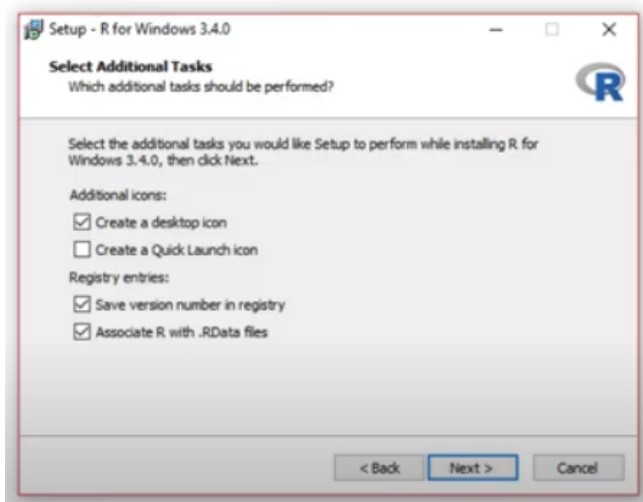 Setup - R for Windows 3.4.0
Select Additional Tasks
Which additional tasks should be performed?
R
Select the additional tasks you would like Setup to perform while installing R for
Windows 3.4.0, then click Next.
Additional icons:
Create a desktop icon
Create a Quick Launch icon
Registry entries:
Save version number in registry
Associate R with .RData files
< Back
Next >
Cancel